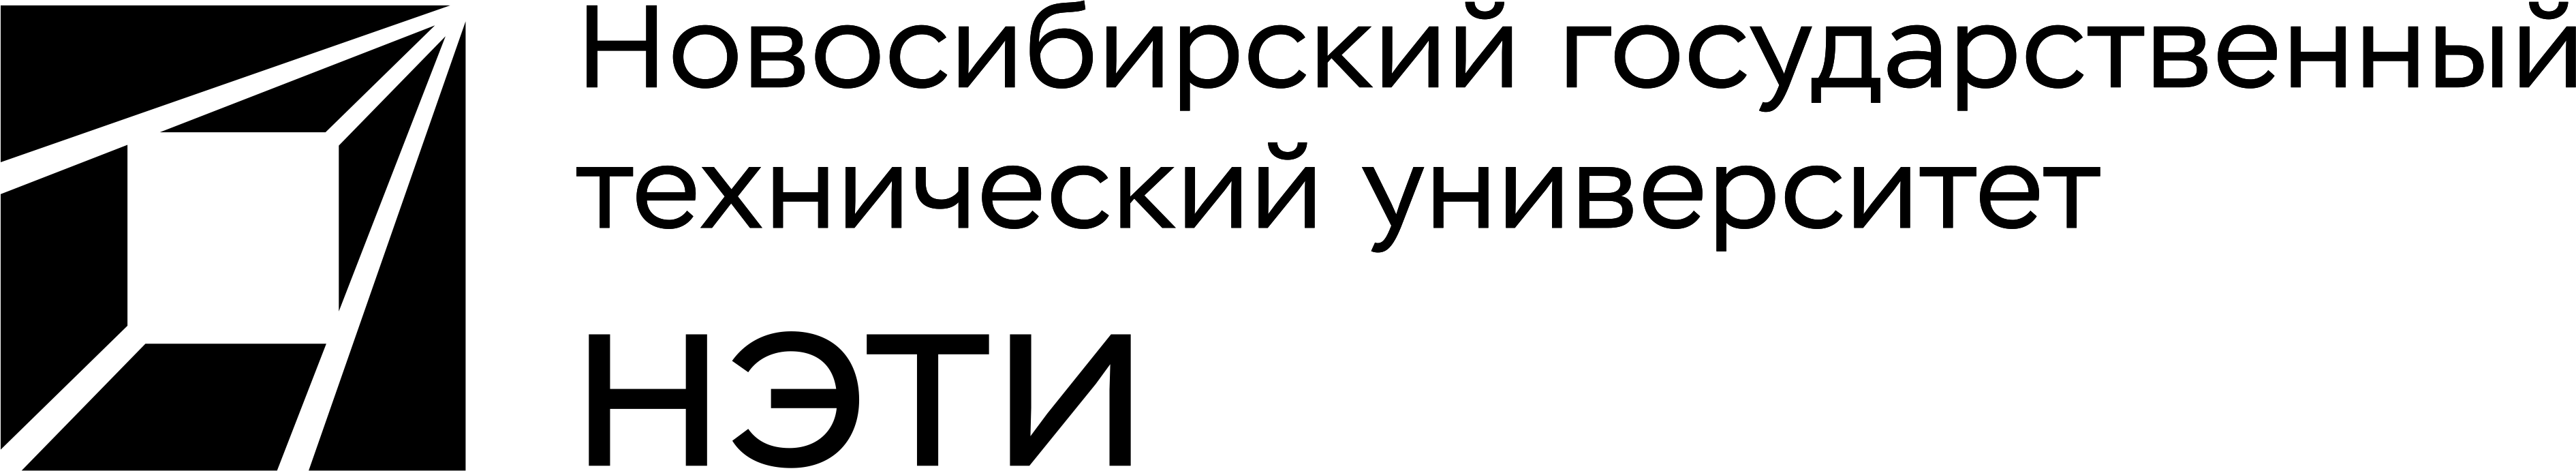 Новосибирский государственный
технический университет
НЭТИ